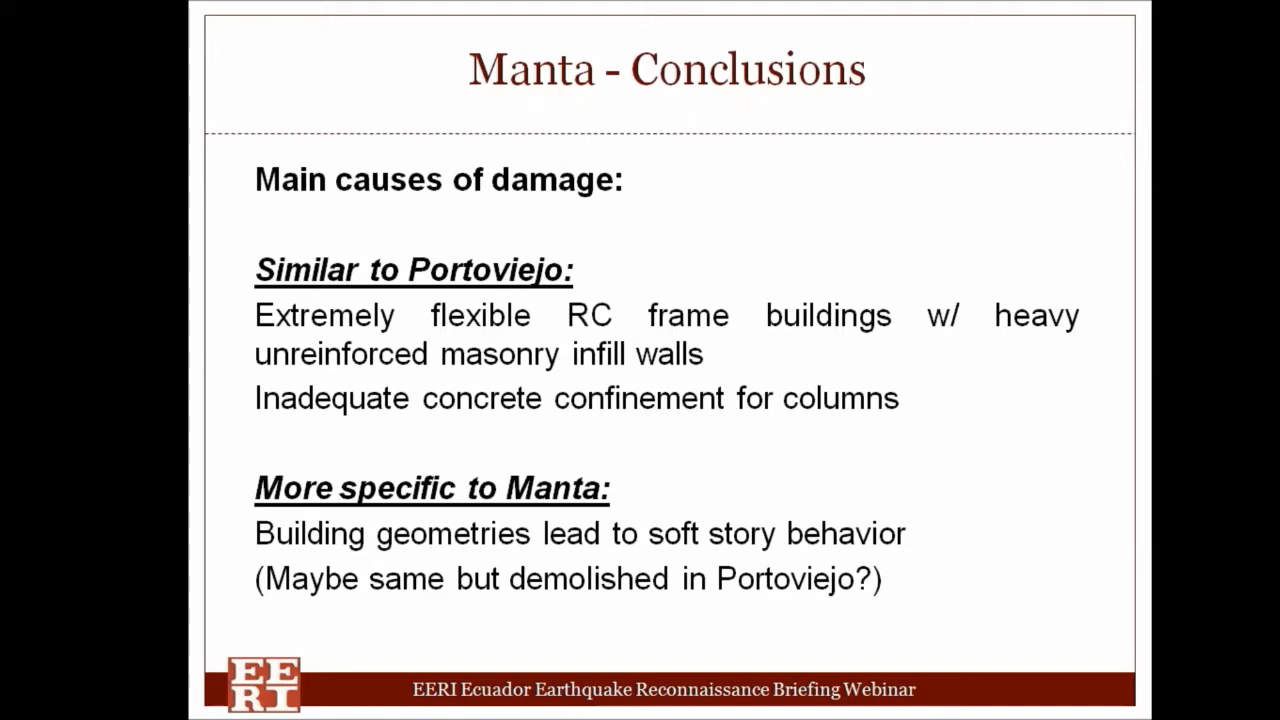 Manta - Conclusions
Main causes of damage:
Similar to Portoviejo:
Extremely flexible RC frame buildings w/ heavy
unreinforced masonry infill walls
Inadequate concrete confinement for columns
More specific to Manta:
Building geometries lead to soft story behavior
(Maybe same but demolished in Portoviejo?)
EE
RI
EERI Ecuador Earthquake Reconnaissance Briefing Webinar